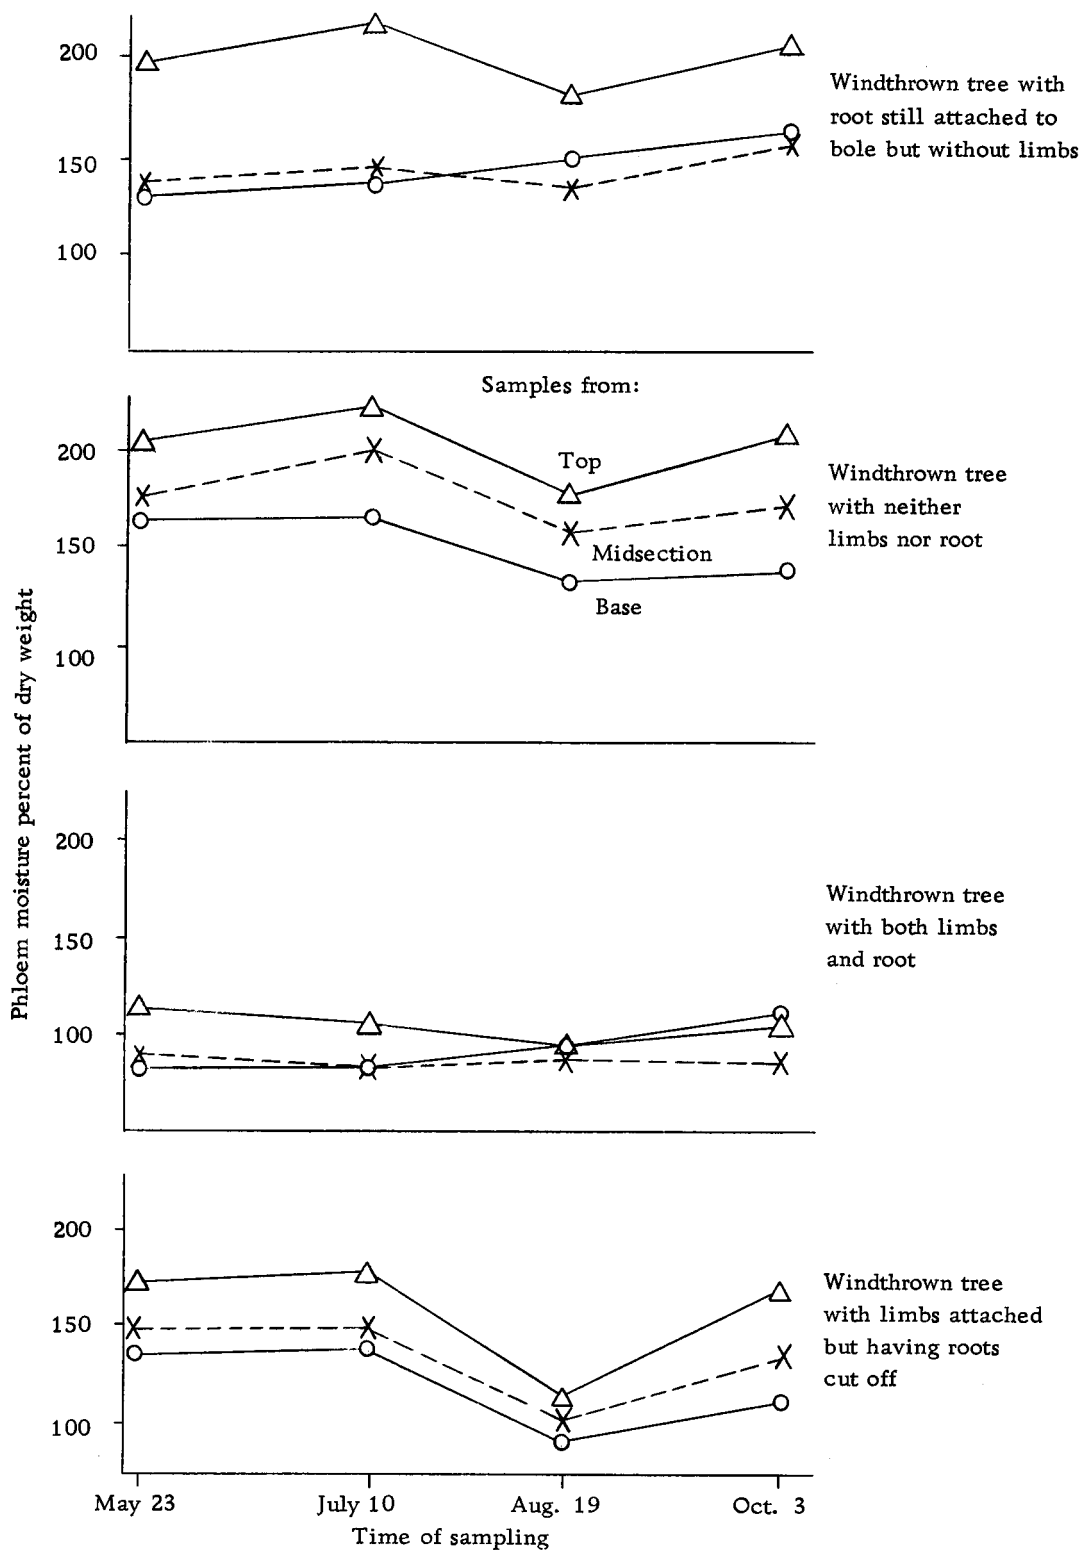 200
150
100
Windthrown tree with
root still attached to
bole but without limbs
Samples from:
200
150
100
Top
Midsection
Base
Windthrown tree
with neither
limbs nor root
Phloem moisture percent of dry weight
200
150
100
Windthrown tree
with both limbs
and root
200
150
100
Windthrown tree
with limbs attached
but having roots
cut off
May 23 July 10 Aug. 19 Oct. 3
Time of sampling